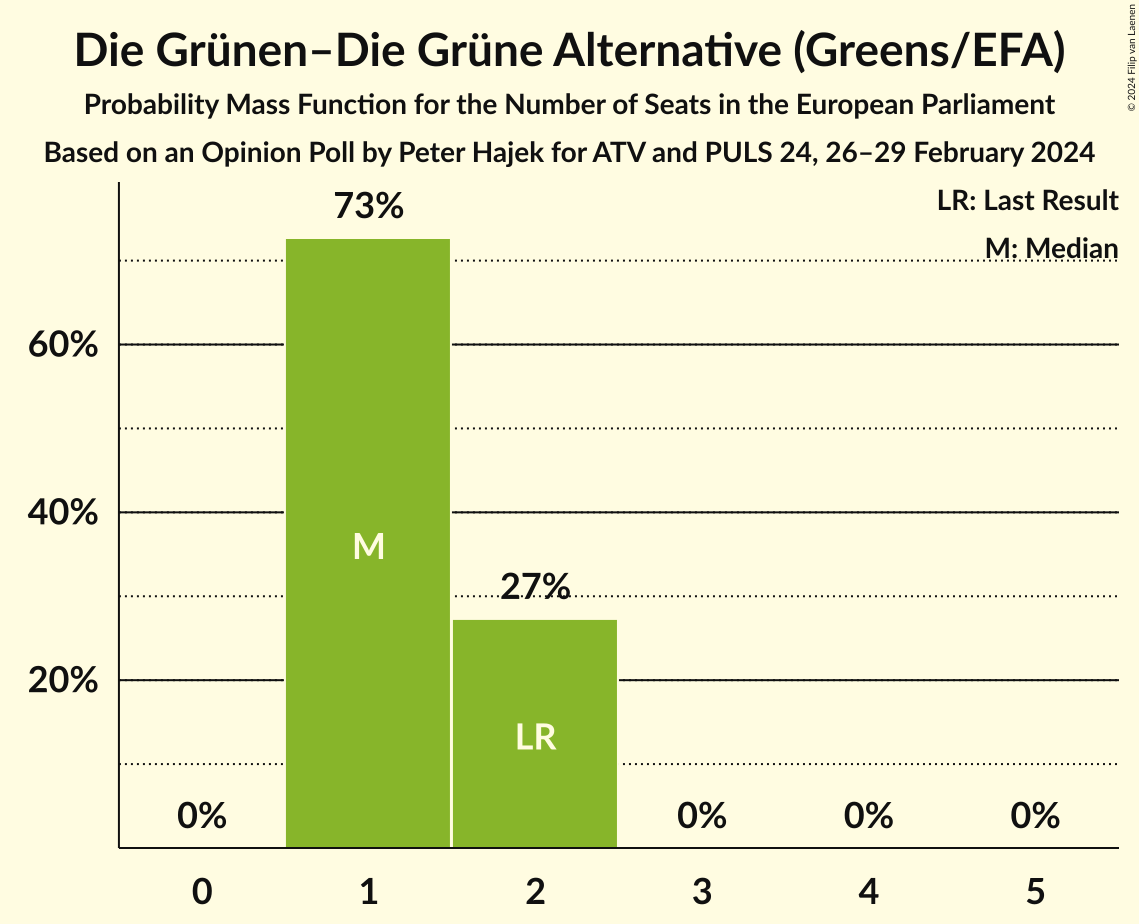 © 2024 Filip van Laenen
Die Grünen–Die Grüne Alternative (Greens/EFA)
Probability Mass Function for the Number of Seats in the European Parliament
Based on an Opinion Poll by Peter Hajek for ATV and PULS 24, 26–29 February 2024
LR: Last Result
M: Median
73%
60%
40%
M
27%
20%
LR
0%
0%
0%
0%
0 1 2 3 4 5